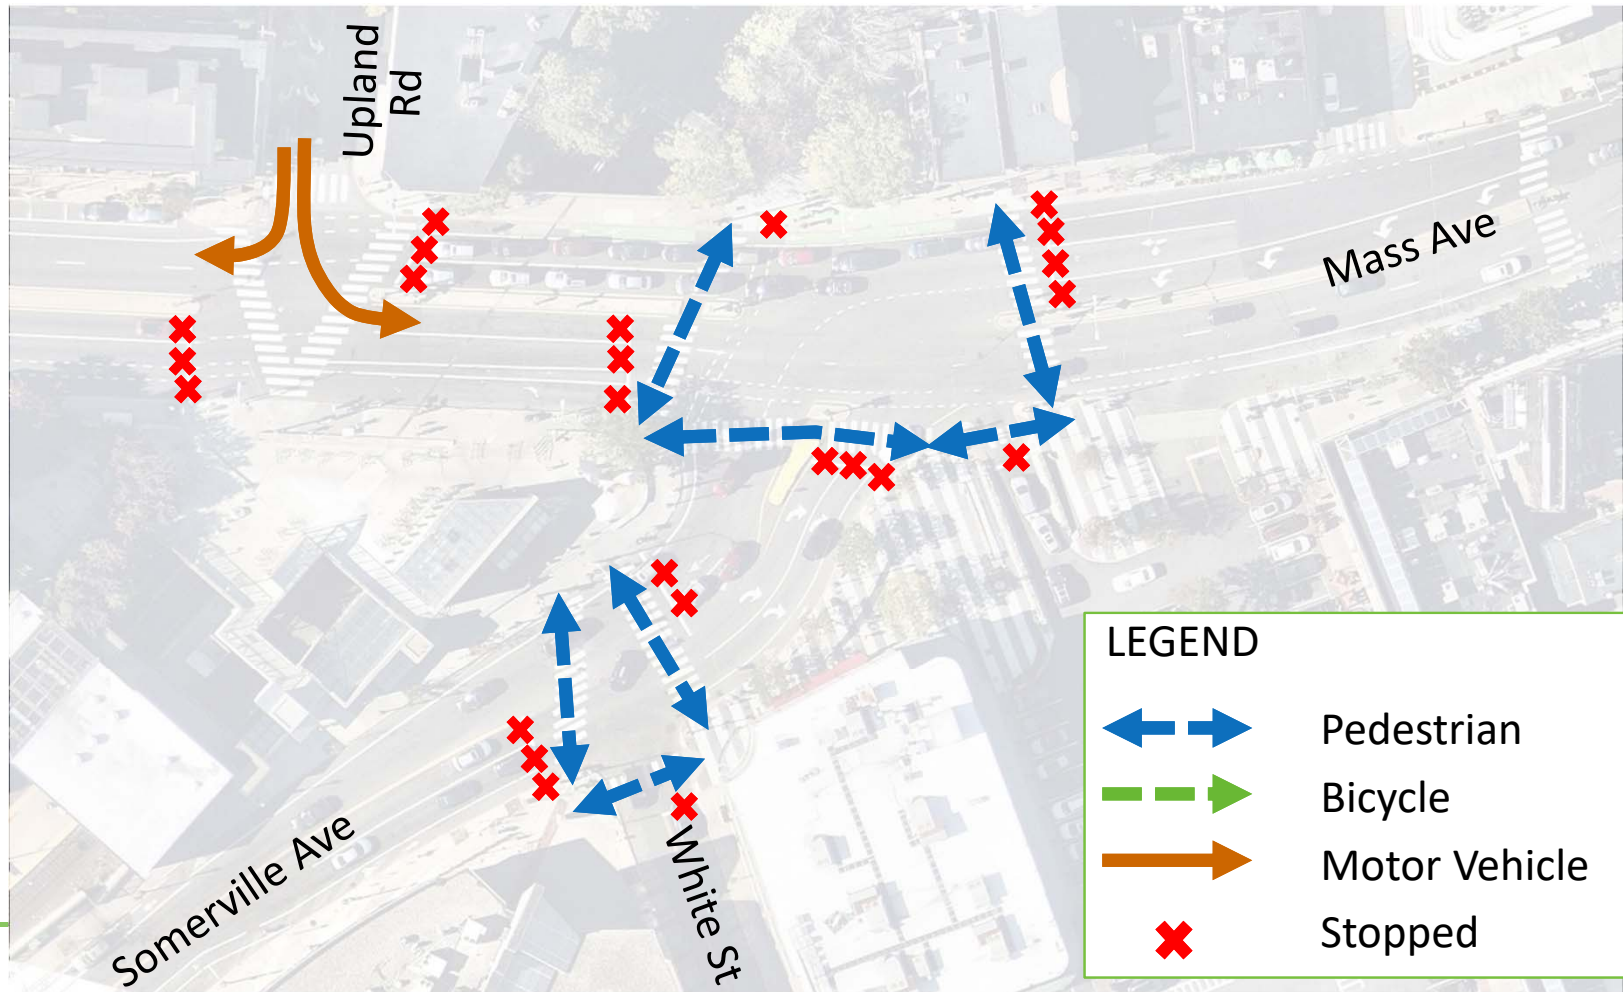 Upland
Rd
Mass Ave
Somerville Ave
White St
LEGEND
Pedestrian
Bicycle
Motor Vehicle
Stopped